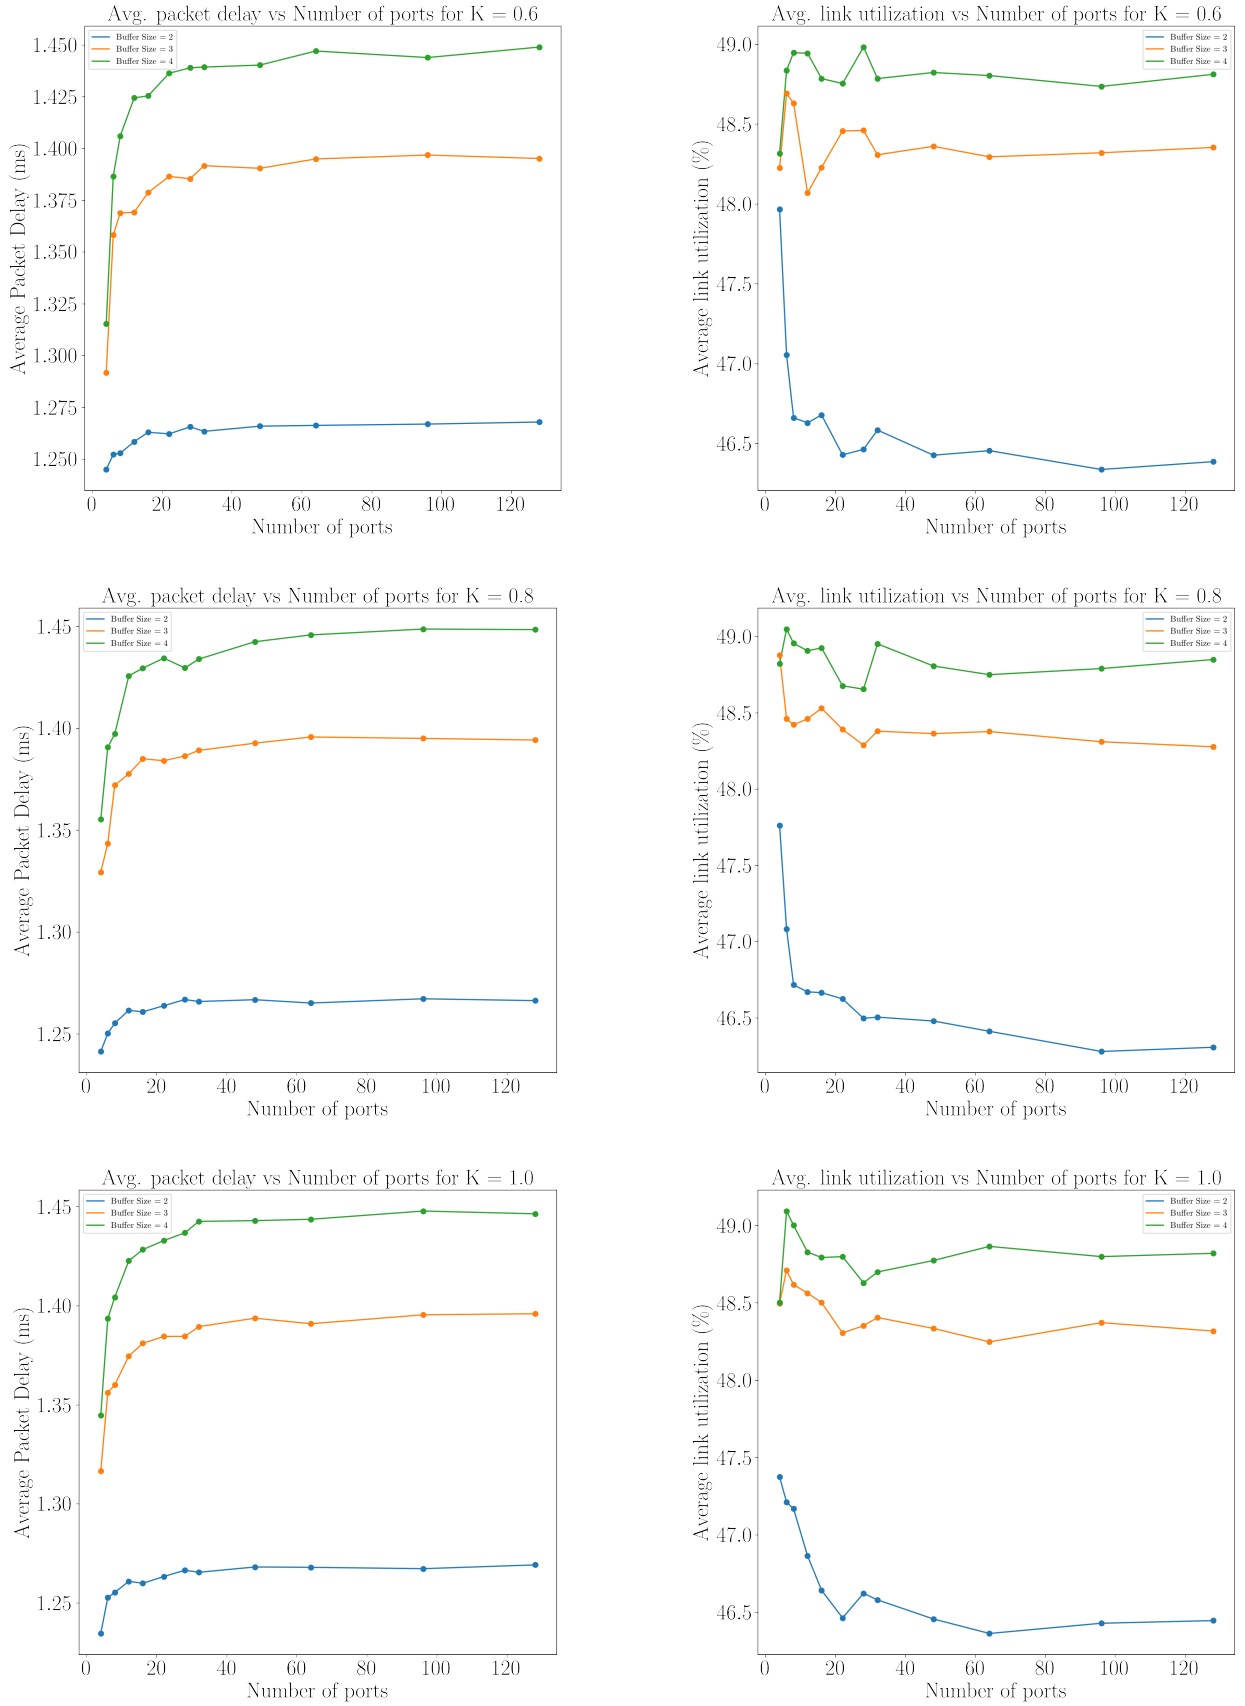 Avg. packet delay vs Number of ports for K = 0.6
Buffer Size = 2
Buffer Size = 3
Buffer Size = 4
1.450
1.425
1.400
1.375
1.350
1.325
1.300
1.275
1.250
Average Packet Delay (ms)
0 20 40 60 80 100 120
Number of ports
Avg. link utilization vs Number of ports for K = 0.6
Buffer Size = 2
Buffer Size = 3
Buffer Size = 4
49.0
48.5
48.0
47.5
47.0
46.5
Average link utilization (%)
0 20 40 60 80 100 120
Number of ports
Avg. packet delay vs Number of ports for K = 0.8
Buffer Size = 2
Buffer Size = 3
Buffer Size = 4
1.45
1.40
1.35
1.30
1.25
Average Packet Delay (ms)
0 20 40 60 80 100 120
Number of ports
Avg. link utilization vs Number of ports for K = 0.8
Buffer Size = 2
Buffer Size = 3
Buffer Size = 4
49.0
48.5
48.0
47.5
47.0
46.5
Average link utilization (%)
0 20 40 60 80 100 120
Number of ports
Avg. packet delay vs Number of ports for K = 1.0
Buffer Size = 2
Buffer Size = 3
Buffer Size = 4
1.45
1.40
1.35
1.30
1.25
Average Packet Delay (ms)
0 20 40 60 80 100 120
Number of ports
Avg. link utilization vs Number of ports for K = 1.0
Buffer Size = 2
Buffer Size = 3
Buffer Size = 4
49.0
48.5
48.0
47.5
47.0
46.5
Average link utilization (%)
0 20 40 60 80 100 120
Number of ports